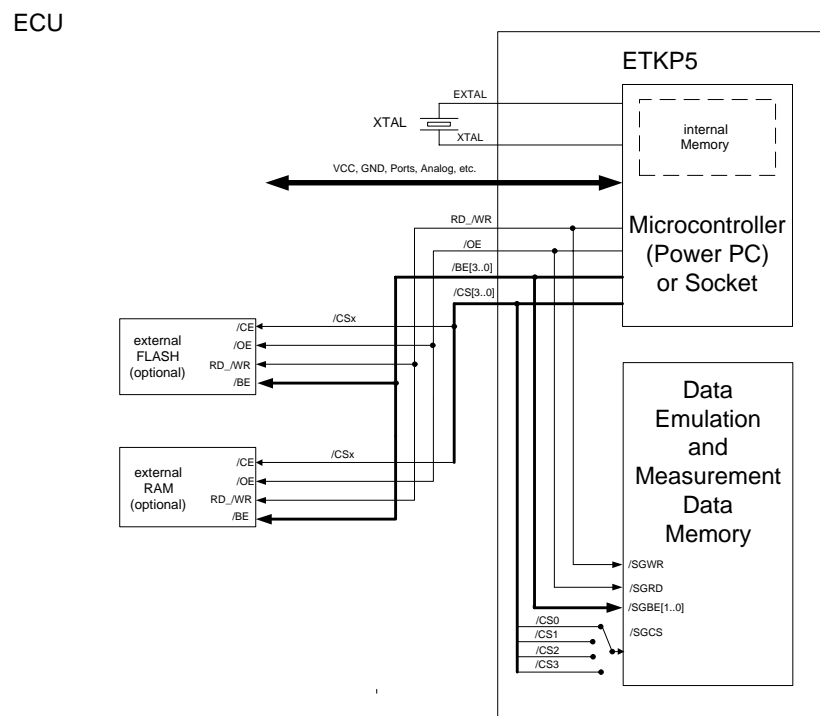 ECU
ETKP5
EXTAL
XTAL
XTAL
internal
Memory
VCC, GND, Ports, Analog, etc.
RD_/WR
/OE
/BE[3..0]
/CS[3..0]
Microcontroller
(Power PC)
or Socket
external
FLASH
(optional)
/CE
/OE
RD_/WR
/BE
/CSx
external
RAM
(optional)
/CE
/OE
RD_/WR
/BE
/CSx
Data
Emulation
and
Measurement
Data
Memory
/SGWR
/SGRD
/SGBE[1..0]
/SGCS
/CS0
/CS1
/CS2
/CS3